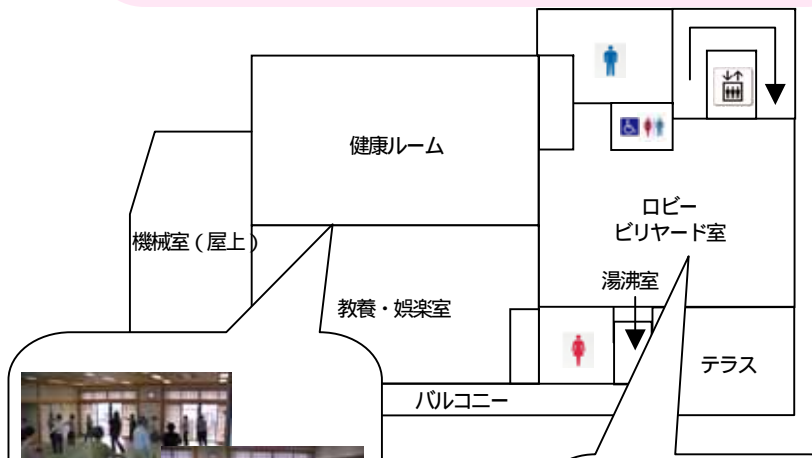 健康ルーム
ロビー
ビリヤード室
機械室（屋上）
湯沸室
教養・娯楽室
テラス
バルコニー